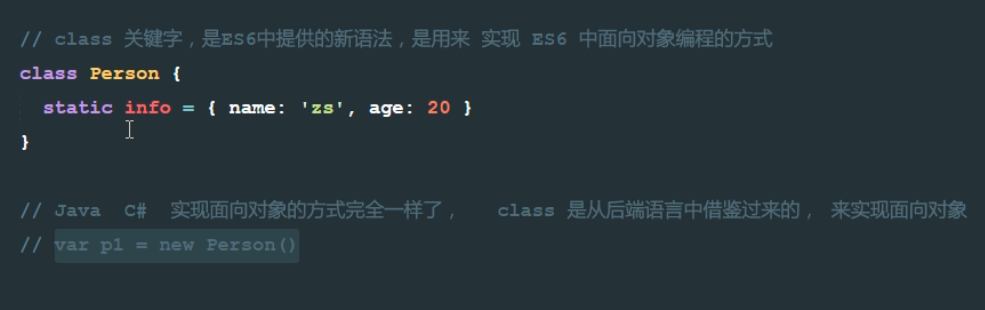 // class 关键字，是ES6中提供的新语法，是用来 实现 ES6 中面向对象编程的方式
class Person {
static info = { name: 'zs', age: 20 }
}
// Java C# 实现面向对象的方式完全一样了， class 是从后端语言中借鉴过来的， 来实现面向对象
// var p1 = new Person()